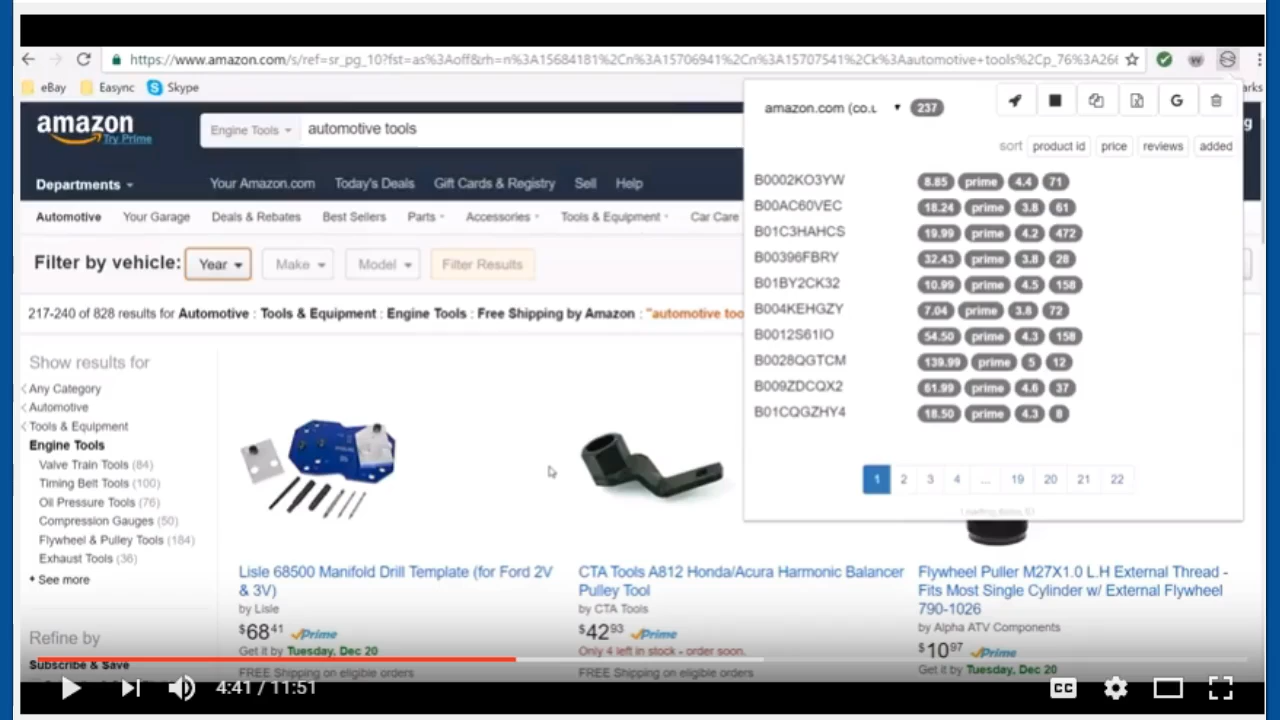 https://www.amazon.com/s/ref=sr_pg_10?fst=as%3Aoff&rh=n%3A15684181%2Cn%3A15706941%2Cn%3A15707541%2Ck%3Aautomotive+tools%2Cp_76%3A26
eBay Easync Skype
amazon
Try Prime
Engine Tools automotive tools
Departments Your Amazon.com Today's Deals Gift Cards & Registry Sell Help
Automotive Your Garage Deals & Rebates Best Sellers Parts Accessories Tools & Equipment Car Care
Filter by vehicle: Year Make Model Filter Results
217-240 of 828 results for Automotive : Tools & Equipment : Engine Tools : Free Shipping by Amazon : "automotive too
amazon.com (co.u 237
G
sort product id price reviews added
B0002KO3YW 8.85 prime 4.4 71
B00AC60VEC 18.24 prime 3.8 61
B01C3HAHCS 19.99 prime 4.2 472
B00396FBRY 32.43 prime 3.8 28
B01BY2CK32 10.99 prime 4.5 158
B004KEHGZY 7.04 prime 3.8 72
B0012S61IO 54.50 prime 4.3 158
B0028QGTCM 139.99 prime 5 12
B009ZDCQX2 61.99 prime 4.6 37
B01CQGZHY4 18.50 prime 4.3 8
1 2 3 4 ... 19 20 21 22
Show results for
Any Category
Automotive
Tools & Equipment
Engine Tools
Valve Train Tools (84)
Timing Belt Tools (100)
Oil Pressure Tools (76)
Compression Gauges (50)
Flywheel & Pulley Tools (184)
Exhaust Tools (36)
See more
Refine by
Subscribe & Save
Lisle 68500 Manifold Drill Template (for Ford 2V
& 3V)
by Lisle
$68 41 Prime
Get it by Tuesday, Dec 20
FREE Shipping on eligible orders
CTA Tools A812 Honda/Acura Harmonic Balancer
Pulley Tool
by CTA Tools
$42 93 Prime
Only 4 left in stock - order soon.
FREE Shipping on eligible orders
Flywheel Puller M27X1.0 L.H External Thread -
Fits Most Single Cylinder w/ External Flywheel
790-1026
by Alpha ATV Components
$10 97 Prime
Get it by Tuesday, Dec 20
4:41 / 11:51
CC